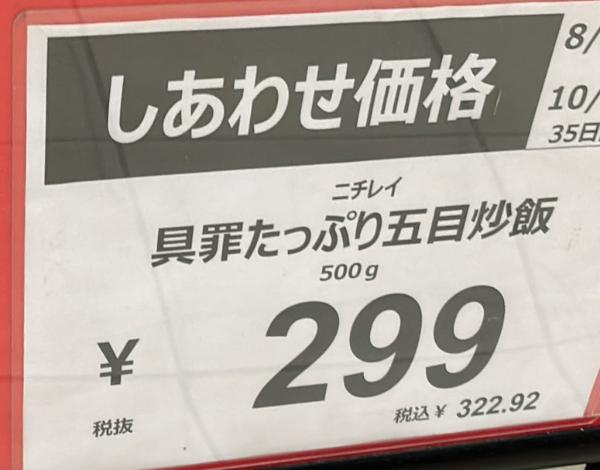 しあわせ価格
8/
10/
35日
ニチレイ
具罪たっぷり五目炒飯
500g
¥ 299
税抜
税込¥ 322.92